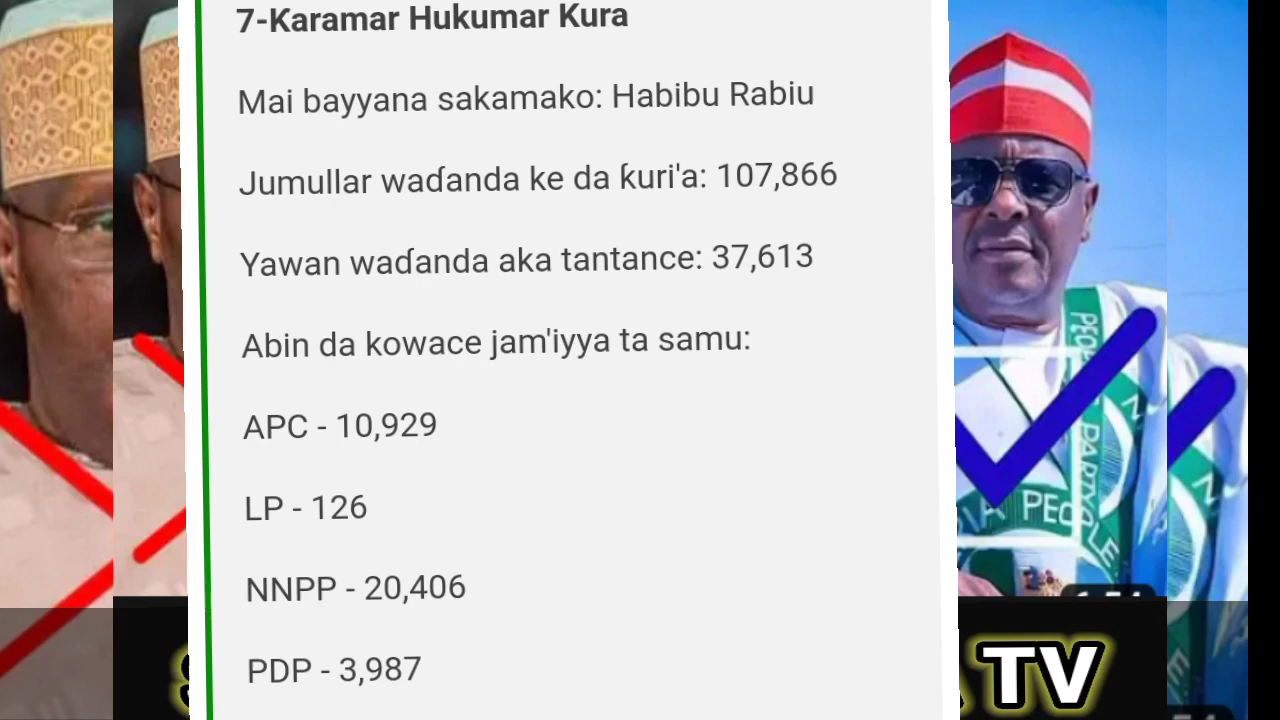 7-Karamar Hukumar Kura
Mai bayyana sakamako: Habibu Rabiu
Jumullar waɗanda ke da ƙuri'a: 107,866
Yawan waɗanda aka tantance: 37,613
Abin da kowace jam'iyya ta samu:
APC - 10,929
LP - 126
NNPP - 20,406
PDP - 3,987
TV